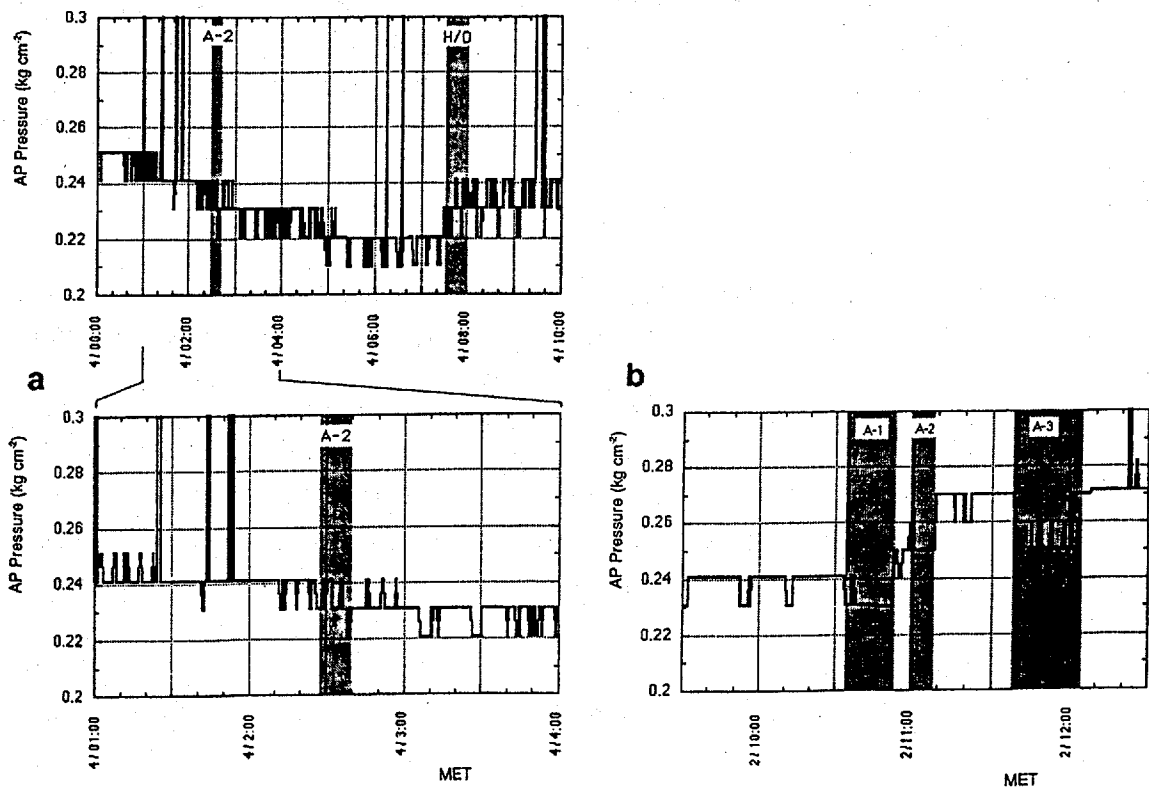 0.3
0.28
0.26
0.24
0.22
0.2
AP Pressure (kg cm⁻²)
A-2
H/O
4/00:00
4/02:00
4/04:00
4/06:00
4/08:00
4/10:00
a
0.3
0.28
0.26
0.24
0.22
0.2
AP Pressure (kg cm⁻²)
A-2
4/01:00
4/2:00
4/3:00
4/4:00
MET
b
0.3
0.28
0.26
0.24
0.22
0.2
AP Pressure (kg cm⁻²)
A-1
A-2
A-3
2/10:00
2/11:00
2/12:00
MET